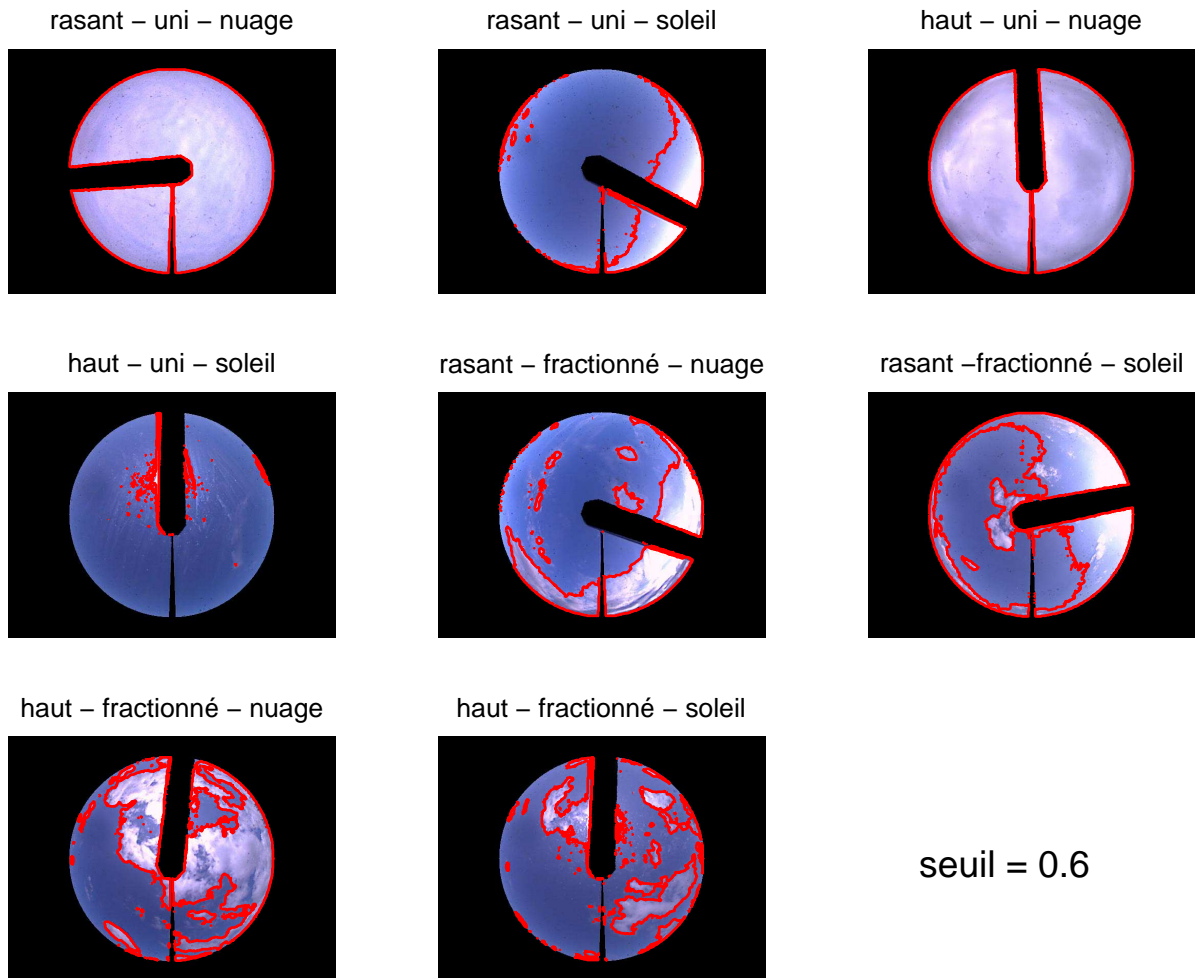 rasant – uni – nuage
rasant – uni – soleil
haut – uni – nuage
haut – uni – soleil
rasant – fractionné – nuage
rasant –fractionné – soleil
haut – fractionné – nuage
haut – fractionné – soleil
seuil = 0.6